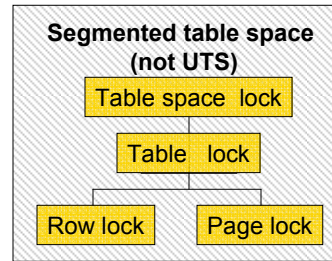 Segmented table space
(not UTS)
Table space lock
Table lock
Row lock
Page lock